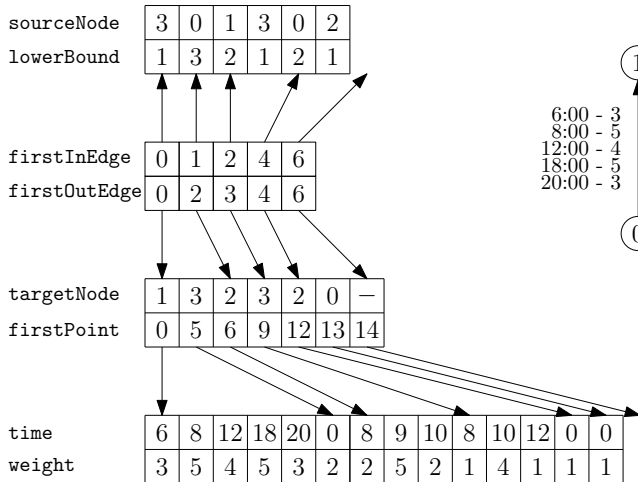 sourceNode 3 0 1 3 0 2
lowerBound 1 3 2 1 2 1
firstInEdge 0 1 2 4 6
firstOutEdge 0 2 3 4 6
targetNode 1 3 2 3 2 0 −
firstPoint 0 5 6 9 12 13 14
time 6 8 12 18 20 0 8 9 10 8 10 12 0 0
weight 3 5 4 5 3 2 2 5 2 1 4 1 1 1
1
6:00 - 3
8:00 - 5
12:00 - 4
18:00 - 5
20:00 - 3
0